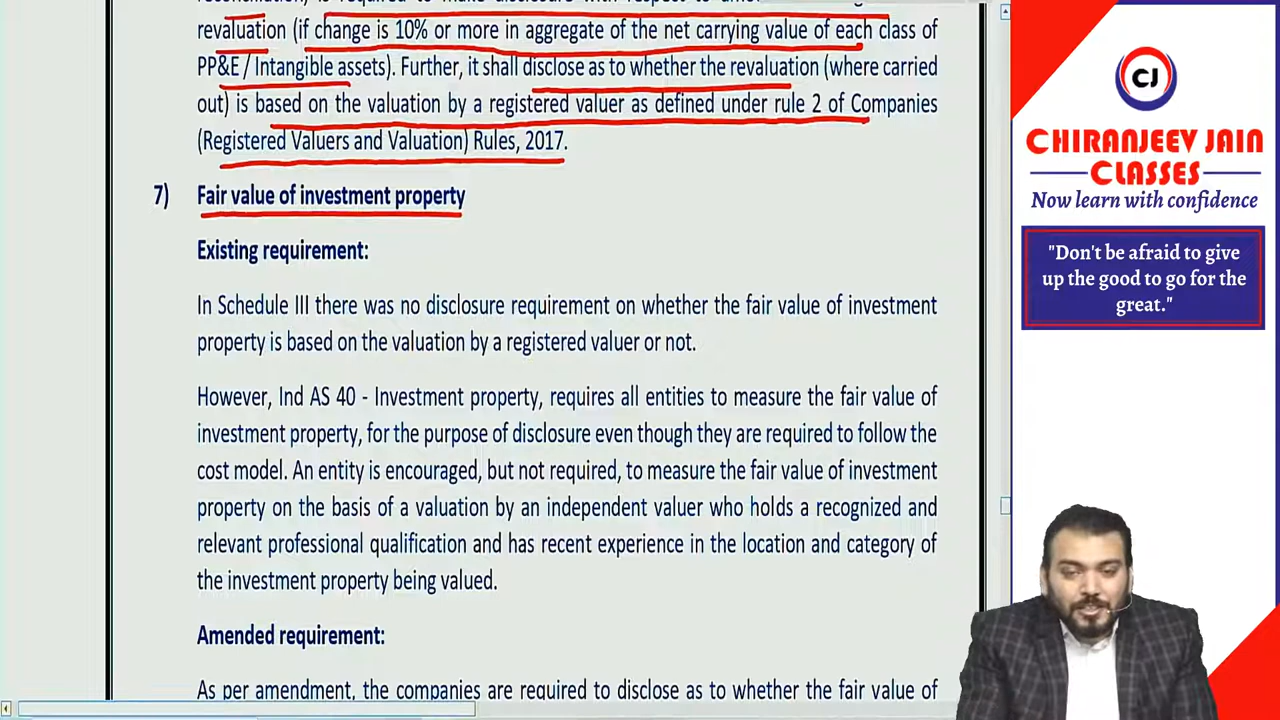 revaluation (if change is 10% or more in aggregate of the net carrying value of each class of
PP&E / Intangible assets). Further, it shall disclose as to whether the revaluation (where carried
out) is based on the valuation by a registered valuer as defined under rule 2 of Companies
(Registered Valuers and Valuation) Rules, 2017.
7) Fair value of investment property
Existing requirement:
In Schedule III there was no disclosure requirement on whether the fair value of investment
property is based on the valuation by a registered valuer or not.
However, Ind AS 40 - Investment property, requires all entities to measure the fair value of
investment property, for the purpose of disclosure even though they are required to follow the
cost model. An entity is encouraged, but not required, to measure the fair value of investment
property on the basis of a valuation by an independent valuer who holds a recognized and
relevant professional qualification and has recent experience in the location and category of
the investment property being valued.
Amended requirement:
As per amendment, the companies are required to disclose as to whether the fair value of
CJ
CHIRANJEEV JAIN
CLASSES
Now learn with confidence
"Don't be afraid to give
up the good to go for the
great."